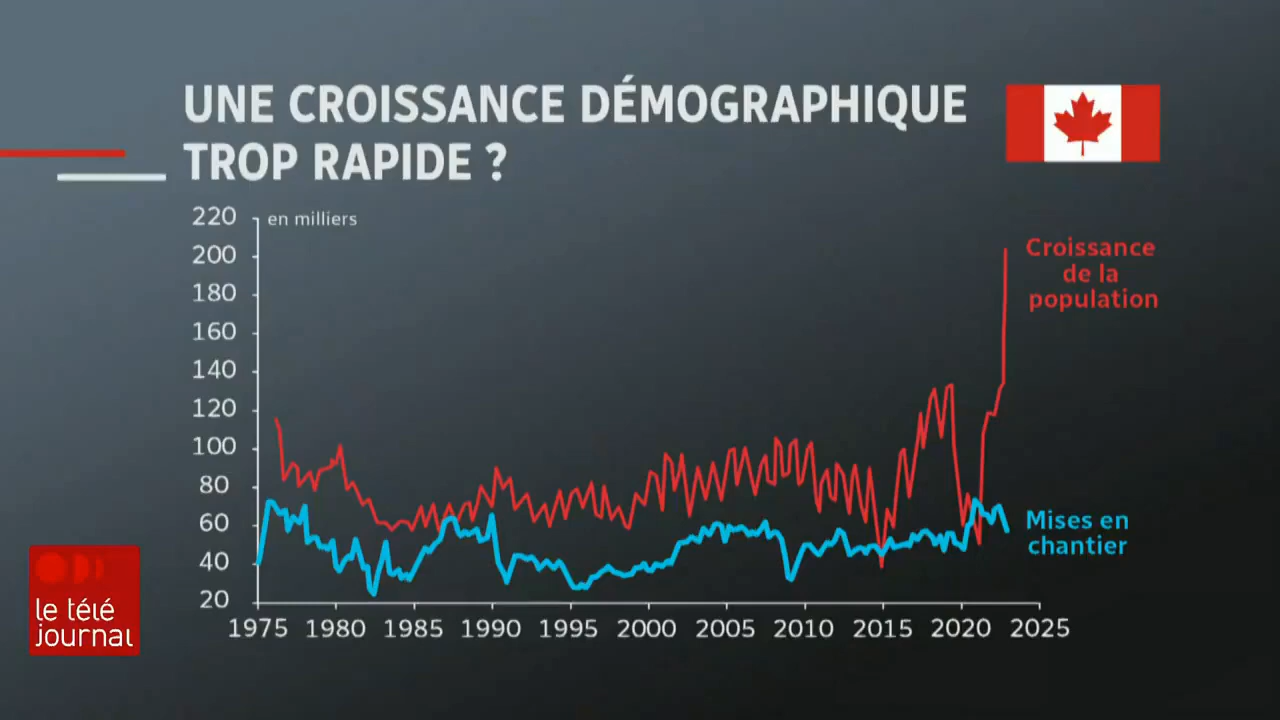 UNE CROISSANCE DÉMOGRAPHIQUE
TROP RAPIDE ?
220
en milliers
200
180
160
140
120
100
80
60
40
20
1975 1980 1985 1990 1995 2000 2005 2010 2015 2020 2025
Croissance
de la
population
Mises en
chantier
le télé
journal